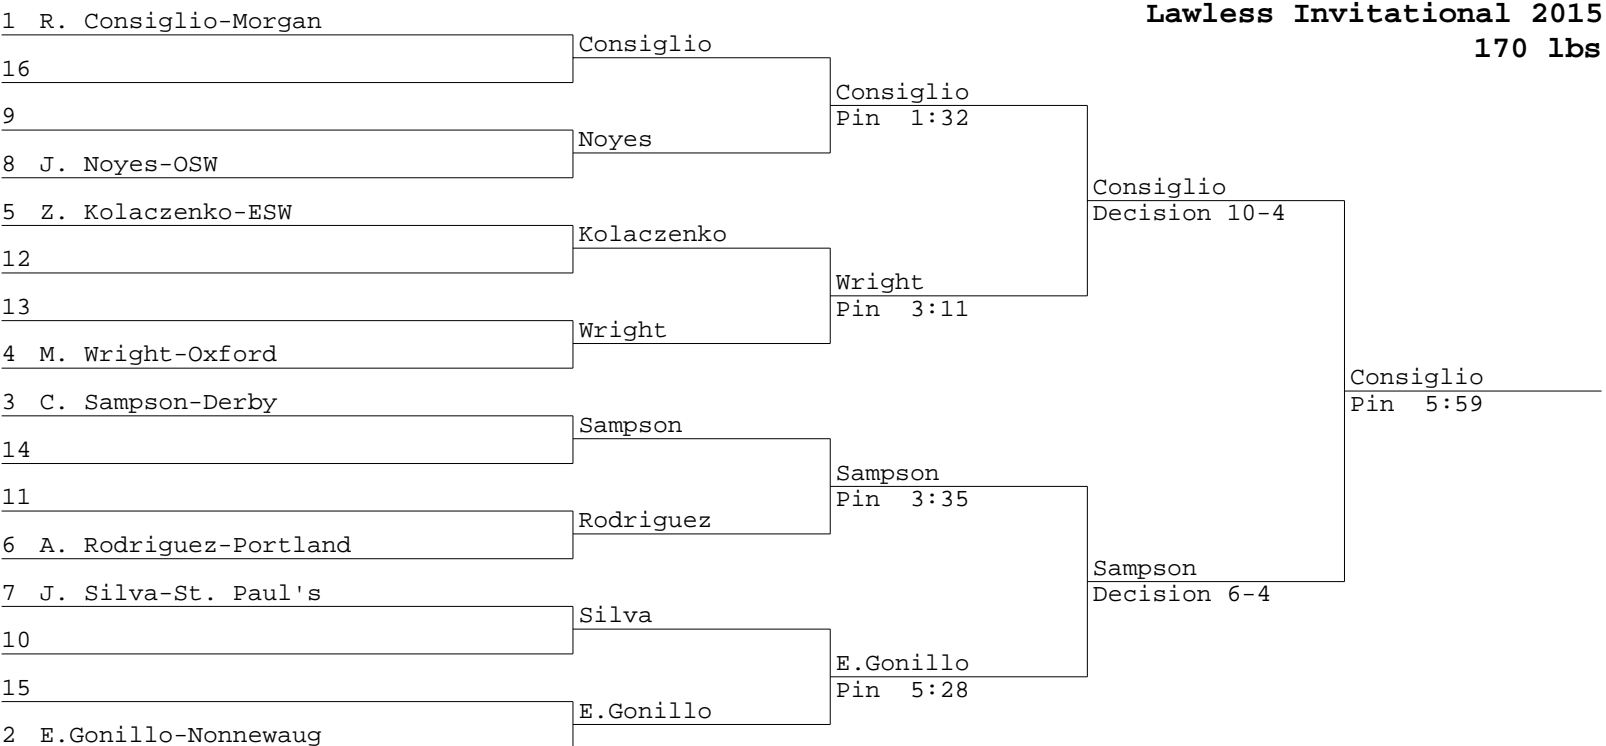 Lawless Invitational 2015
170 lbs
1 R. Consiglio-Morgan
16
9
8 J. Noyes-OSW
5 Z. Kolaczenko-ESW
12
13
4 M. Wright-Oxford
3 C. Sampson-Derby
14
11
6 A. Rodriguez-Portland
7 J. Silva-St. Paul's
10
15
2 E.Gonillo-Nonnewaug
Consiglio
Noyes
Kolaczenko
Wright
Sampson
Rodriguez
Silva
E.Gonillo
Consiglio
Pin 1:32
Wright
Pin 3:11
Sampson
Pin 3:35
E.Gonillo
Pin 5:28
Consiglio
Decision 10-4
Sampson
Decision 6-4
Consiglio
Pin 5:59